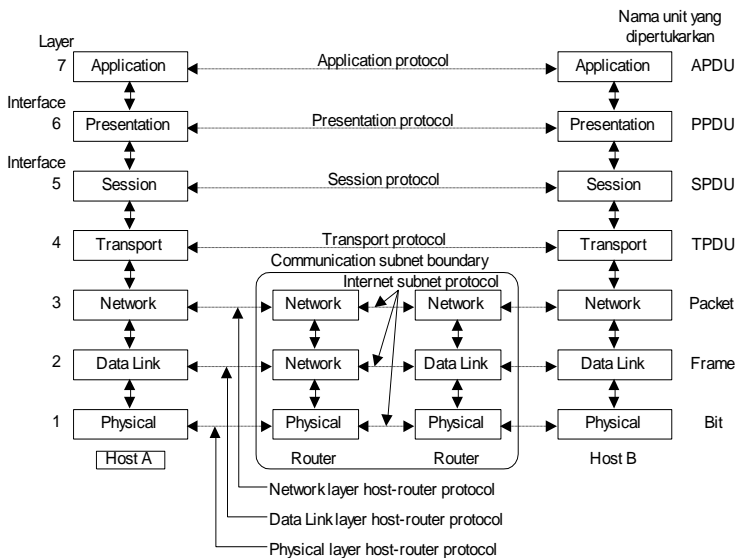 Nama unit yang
dipertukarkan
Layer
7 Application Application protocol Application APDU
Interface
6 Presentation Presentation protocol Presentation PPDU
Interface
5 Session Session protocol Session SPDU
4 Transport Transport protocol Transport TPDU
Communication subnet boundary
Internet subnet protocol
3 Network Network Network Network Packet
2 Data Link Network Data Link Data Link Frame
1 Physical Physical Physical Physical Bit
Host A Router Router Host B
Network layer host-router protocol
Data Link layer host-router protocol
Physical layer host-router protocol